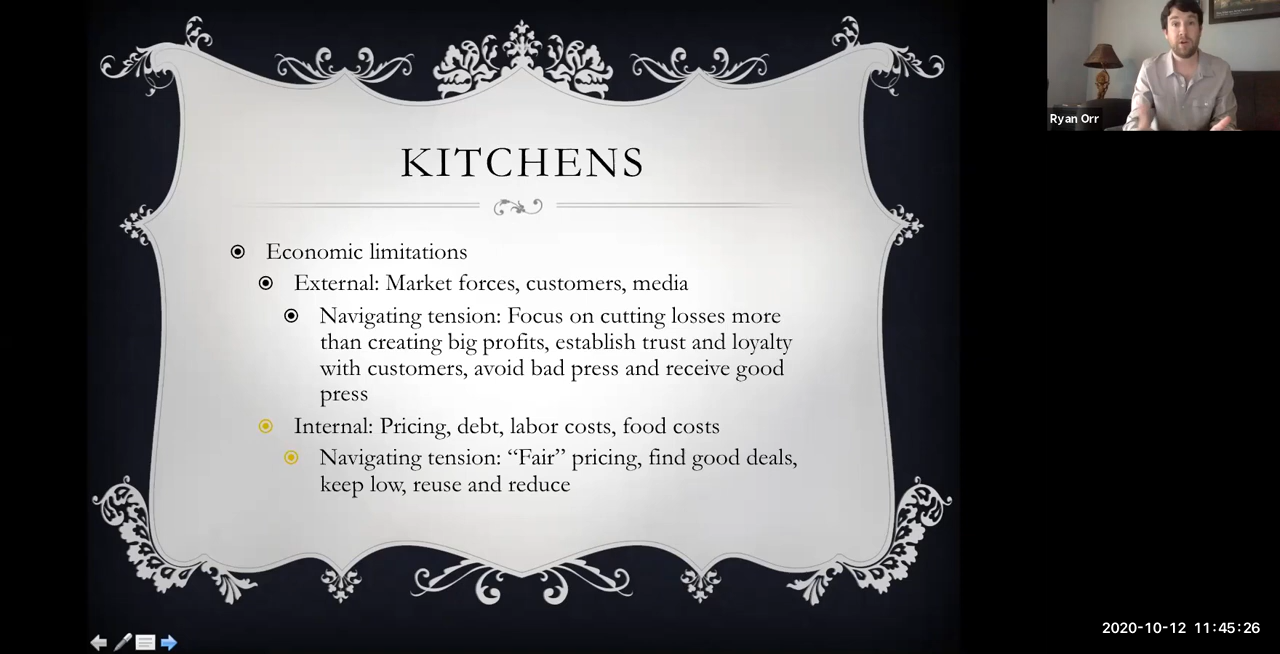 KITCHENS
Economic limitations
External: Market forces, customers, media
Navigating tension: Focus on cutting losses more
than creating big profits, establish trust and loyalty
with customers, avoid bad press and receive good
press
Internal: Pricing, debt, labor costs, food costs
Navigating tension: “Fair” pricing, find good deals,
keep low, reuse and reduce
Ryan Orr
2020-10-12 11:45:26